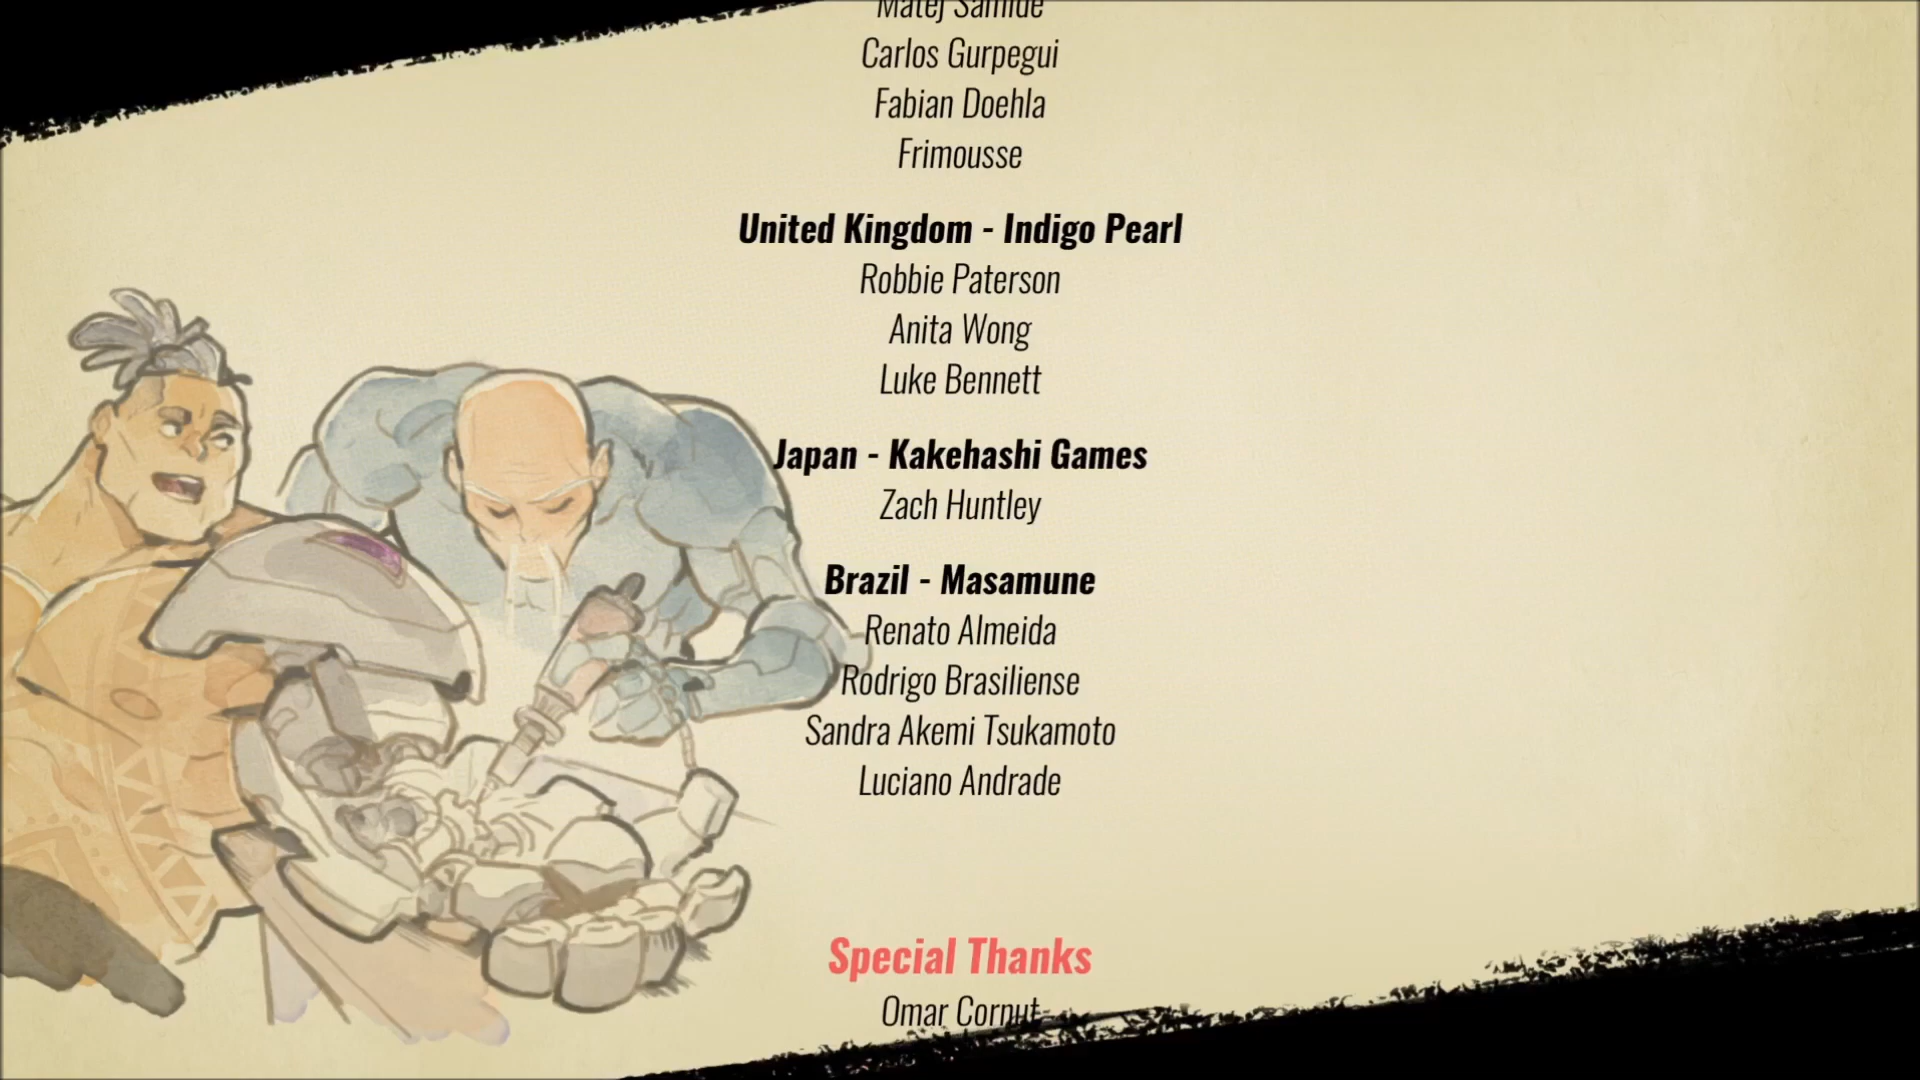 Carlos Gurpegui
Fabian Doehla
Frimousse
United Kingdom - Indigo Pearl
Robbie Paterson
Anita Wong
Luke Bennett
Japan - Kakehashi Games
Zach Huntley
Brazil - Masamune
Renato Almeida
Rodrigo Brasiliense
Sandra Akemi Tsukamoto
Luciano Andrade
Special Thanks
Omar Cornut